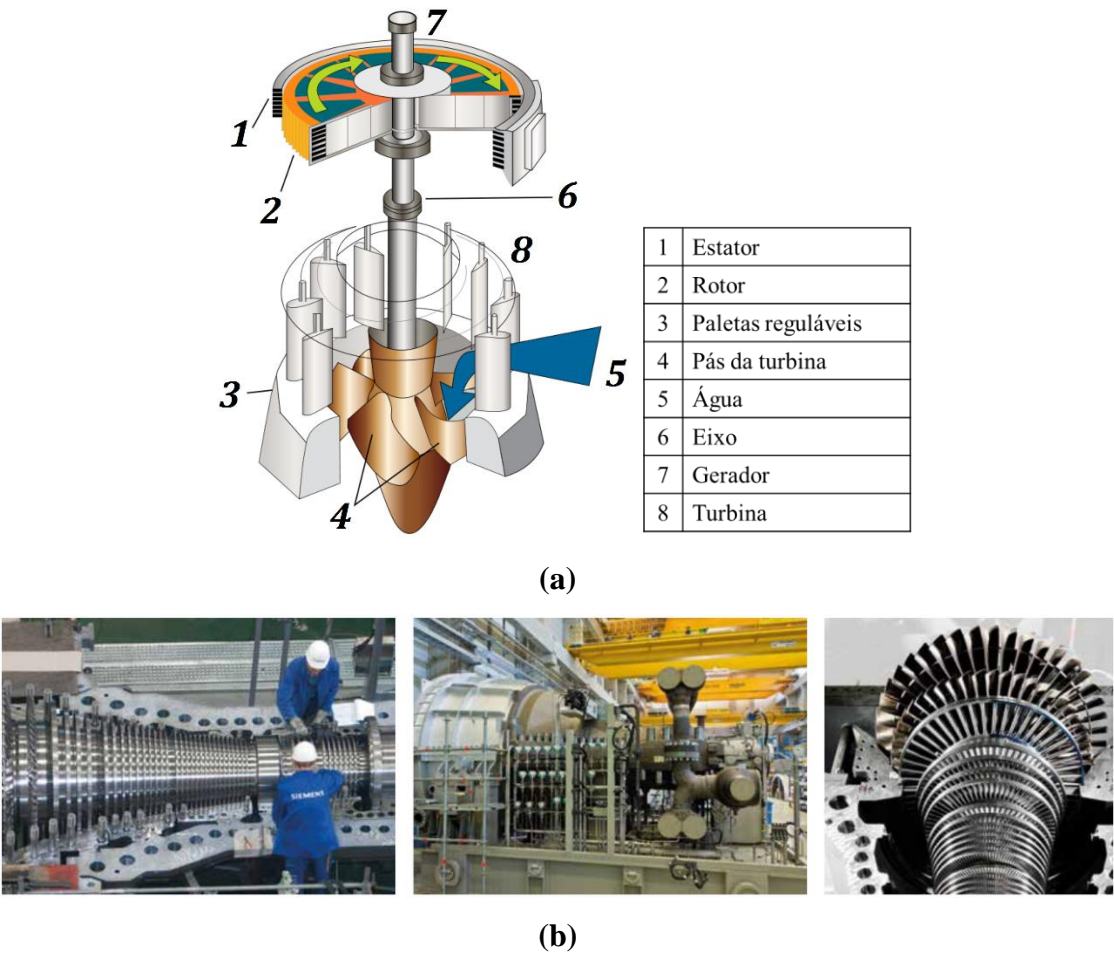 7
1
2
6
8
3
5
4
1 Estator
2 Rotor
3 Paletas reguláveis
4 Pás da turbina
5 Água
6 Eixo
7 Gerador
8 Turbina
(a)
SIEMENS
(b)